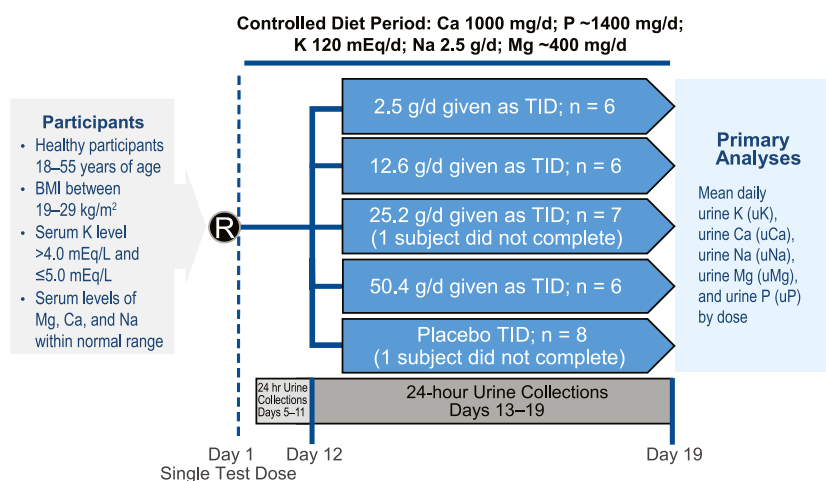 Controlled Diet Period: Ca 1000 mg/d; P ~1400 mg/d;
K 120 mEq/d; Na 2.5 g/d; Mg ~400 mg/d
Participants
• Healthy participants
18–55 years of age
• BMI between
19–29 kg/m²
• Serum K level
>4.0 mEq/L and
≤5.0 mEq/L
• Serum levels of
Mg, Ca, and Na
within normal range
R
2.5 g/d given as TID; n = 6
12.6 g/d given as TID; n = 6
25.2 g/d given as TID; n = 7
(1 subject did not complete)
50.4 g/d given as TID; n = 6
Placebo TID; n = 8
(1 subject did not complete)
Primary
Analyses
Mean daily
urine K (uK),
urine Ca (uCa),
urine Na (uNa),
urine Mg (uMg),
and urine P (uP)
by dose
24 hr Urine
Collections
Days 5–11
24-hour Urine Collections
Days 13–19
Day 1
Single Test Dose
Day 12
Day 19